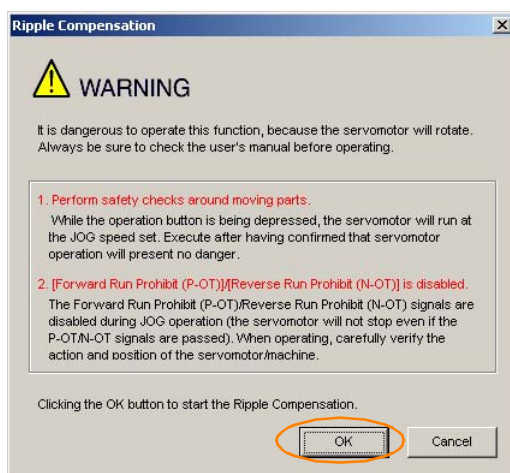 Ripple Compensation
WARNING
It is dangerous to operate this function, because the servomotor will rotate.
Always be sure to check the user's manual before operating.
1. Perform safety checks around moving parts.
While the operation button is being depressed, the servomotor will run at
the JOG speed set. Execute after having confirmed that servomotor
operation will present no danger.
2. [Forward Run Prohibit (P-OT)]/[Reverse Run Prohibit (N-OT)] is disabled.
The Forward Run Prohibit (P-OT)/Reverse Run Prohibit (N-OT) signals are
disabled during JOG operation (the servomotor will not stop even if the
P-OT/N-OT signals are passed). When operating, carefully verify the
action and position of the servomotor/machine.
Clicking the OK button to start the Ripple Compensation.
OK Cancel